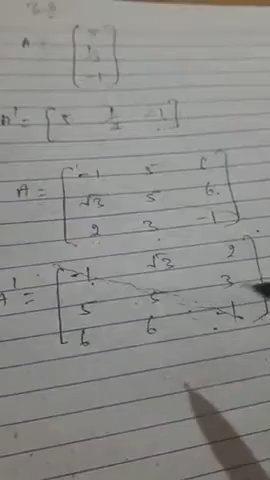 A = [ 5
1/2
-1 ]
A' = [ 5 1/2 -1 ]
A = [ -1 5 6
√3 5 6
2 3 -1 ]
A' = [ -1 √3 2
5 5 3
6 6 -1 ]